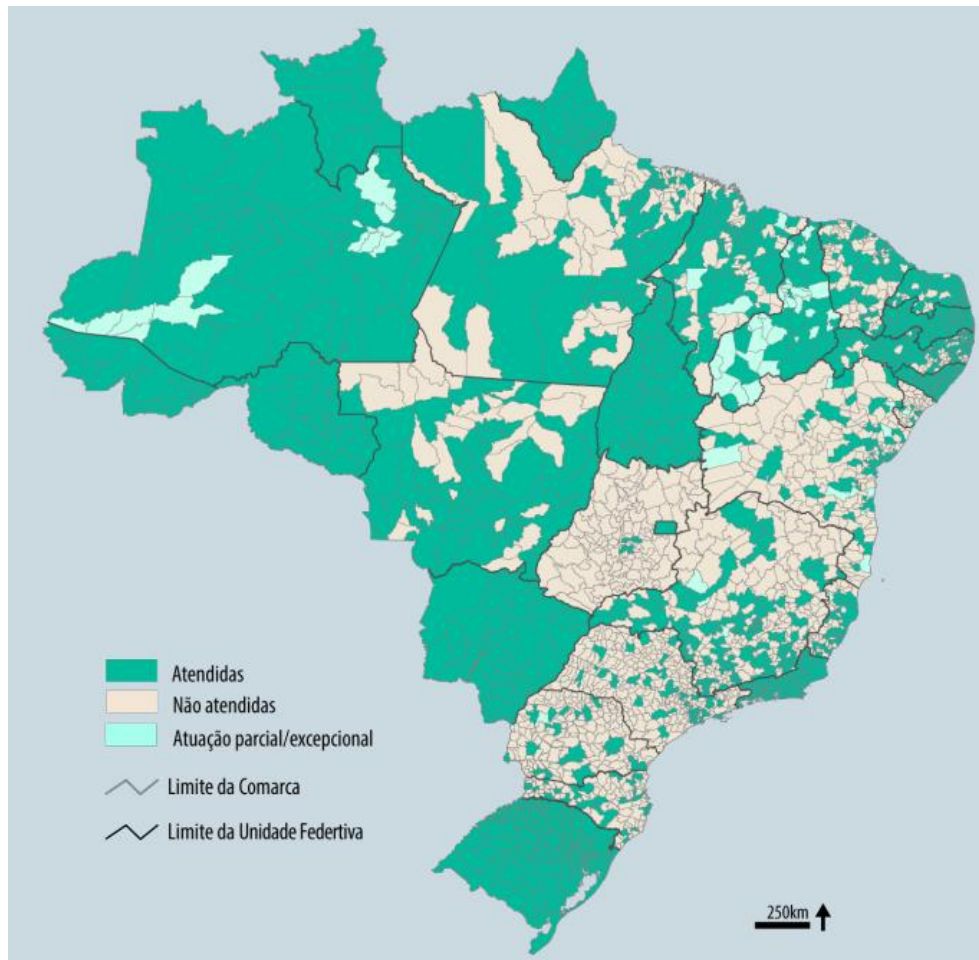 Atendidas
Não atendidas
Atuação parcial/excepcional
Limite da Comarca
Limite da Unidade Federtiva
250km